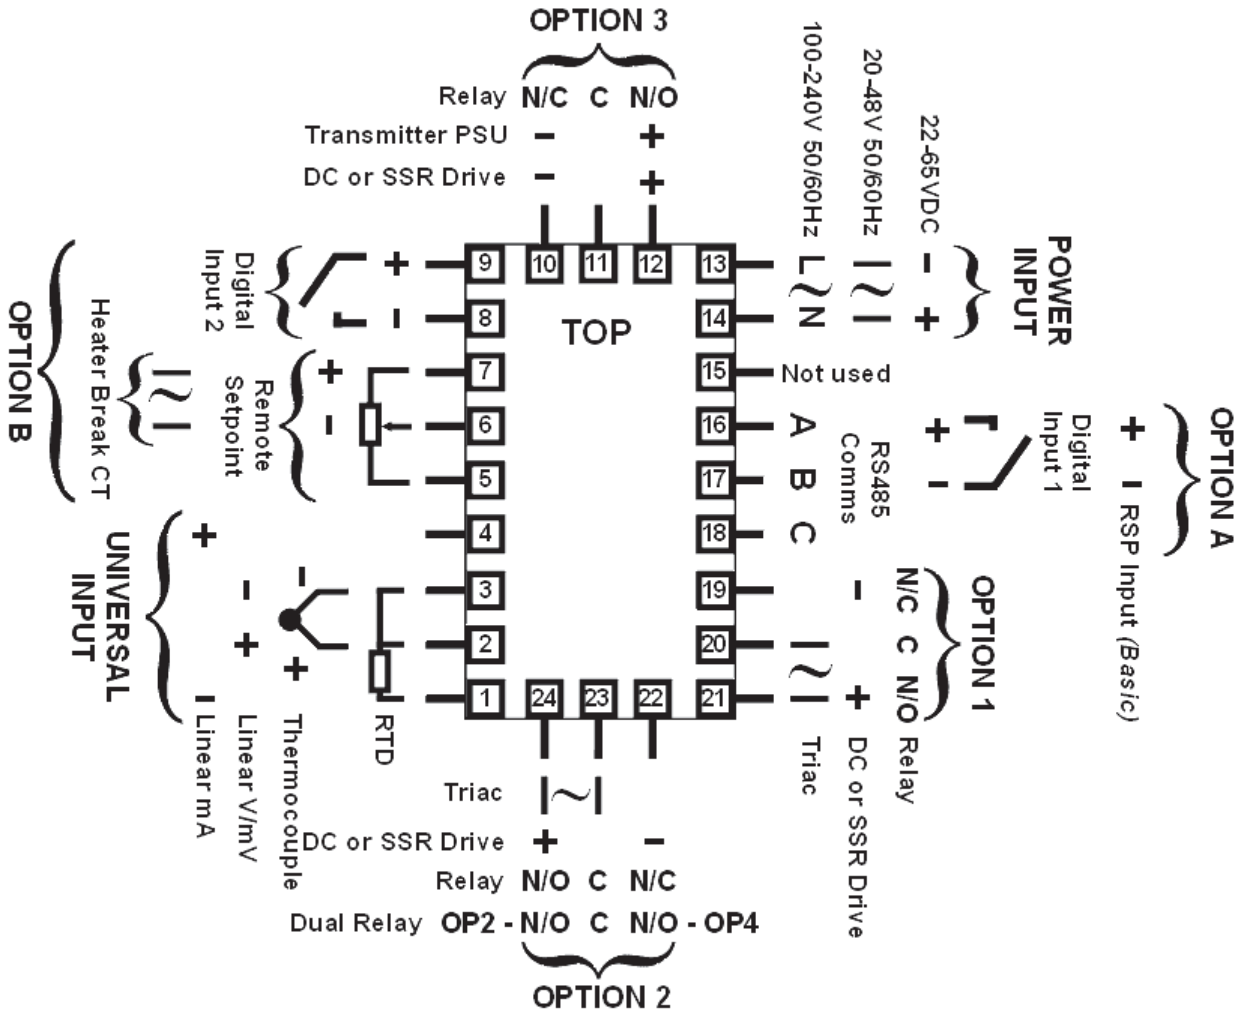 OPTION 3
Relay N/C C N/O
Transmitter PSU - +
DC or SSR Drive - +
100-240V 50/60Hz
L ~ N
20-48V 50/60Hz
~
22-65VDC
- +
POWER
INPUT
OPTION B
Digital
Input 2
+
-
Heater Break CT
~
Remote
Setpoint
+
-
9
8
7
6
5
4
3
2
1
10 11 12
TOP
13
14
15 Not used
16 A
17 B
18 C
19
20
21
24 23 22
RS485
Comms
+
-
Digital
Input 1
+ - RSP Input (Basic)
OPTION A
UNIVERSAL
INPUT
+ - Linear mA
- + Linear V/mV
- + Thermocouple
RTD
~ Triac
- + DC or SSR Drive
N/C C N/O Relay
OPTION 1
Triac ~
DC or SSR Drive + -
Relay N/O C N/C
Dual Relay OP2 - N/O C N/O - OP4
OPTION 2